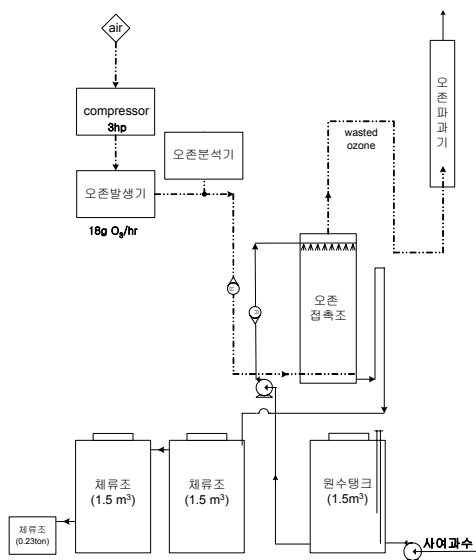 air
compressor
3hp
오존분석기
오존발생기
18g O₃/hr
wasted
ozone
오존파과기
오존
접촉조
체류조
(1.5 m³)
체류조
(1.5 m³)
원수탱크
(1.5m³)
체류조
(0.23ton)
사여과수